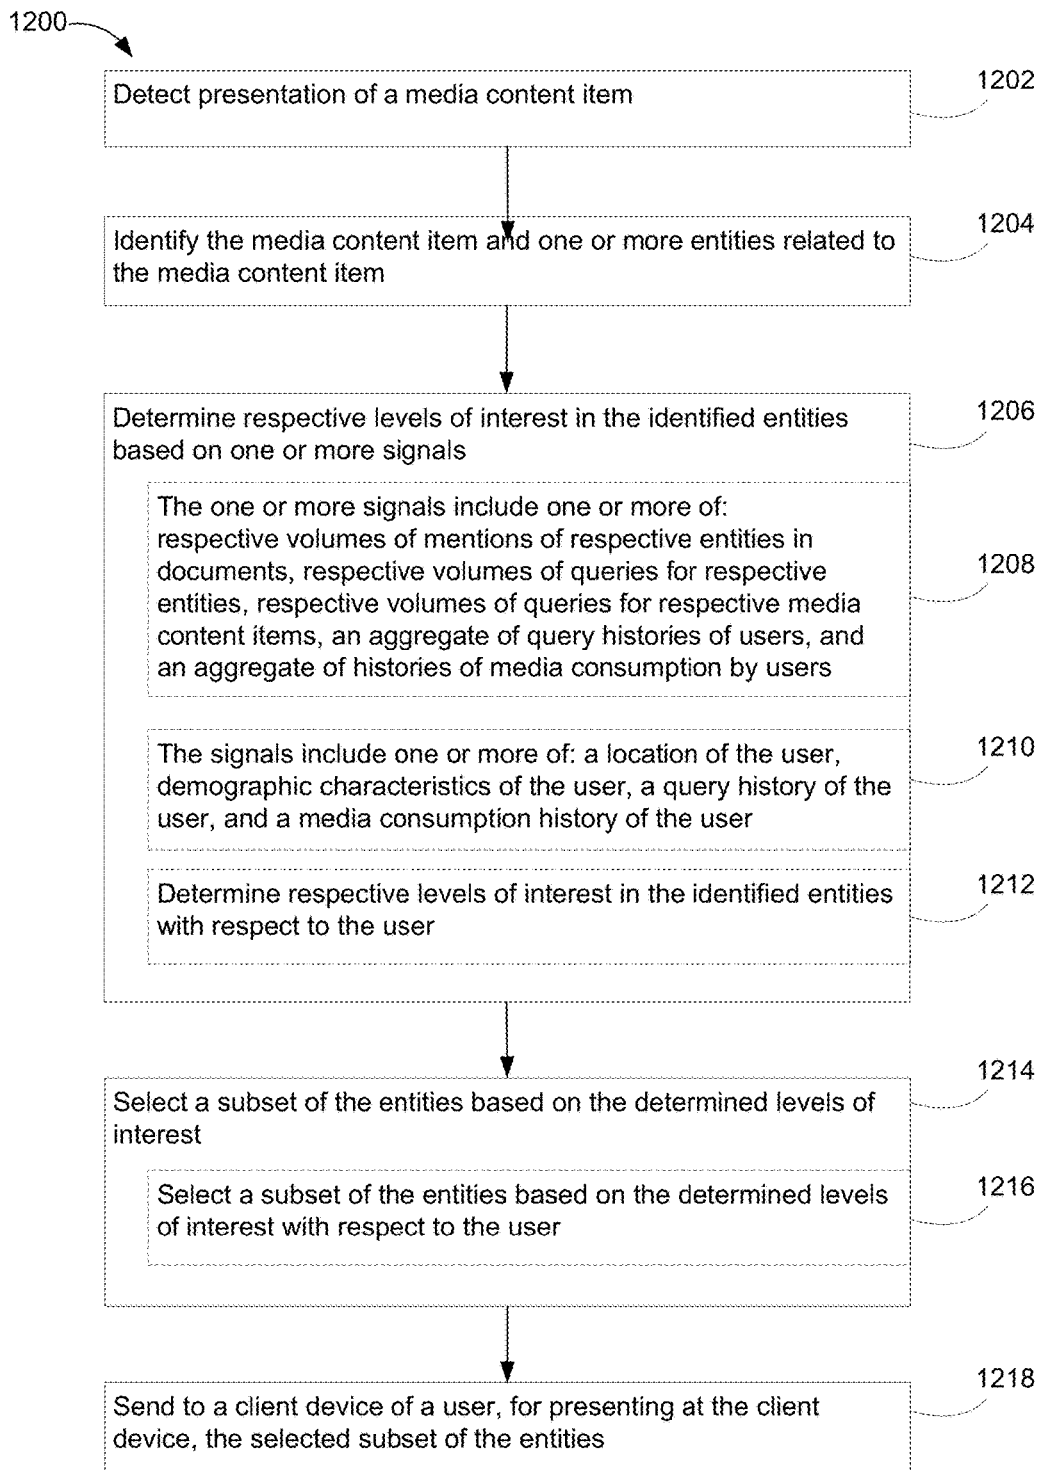 1200
Detect presentation of a media content item
1202
Identify the media content item and one or more entities related to
the media content item
1204
Determine respective levels of interest in the identified entities
based on one or more signals
1206
The one or more signals include one or more of:
respective volumes of mentions of respective entities in
documents, respective volumes of queries for respective
entities, respective volumes of queries for respective media
content items, an aggregate of query histories of users, and
an aggregate of histories of media consumption by users
1208
The signals include one or more of: a location of the user,
demographic characteristics of the user, a query history of the
user, and a media consumption history of the user
1210
Determine respective levels of interest in the identified entities
with respect to the user
1212
Select a subset of the entities based on the determined levels of
interest
1214
Select a subset of the entities based on the determined levels
of interest with respect to the user
1216
Send to a client device of a user, for presenting at the client
device, the selected subset of the entities
1218